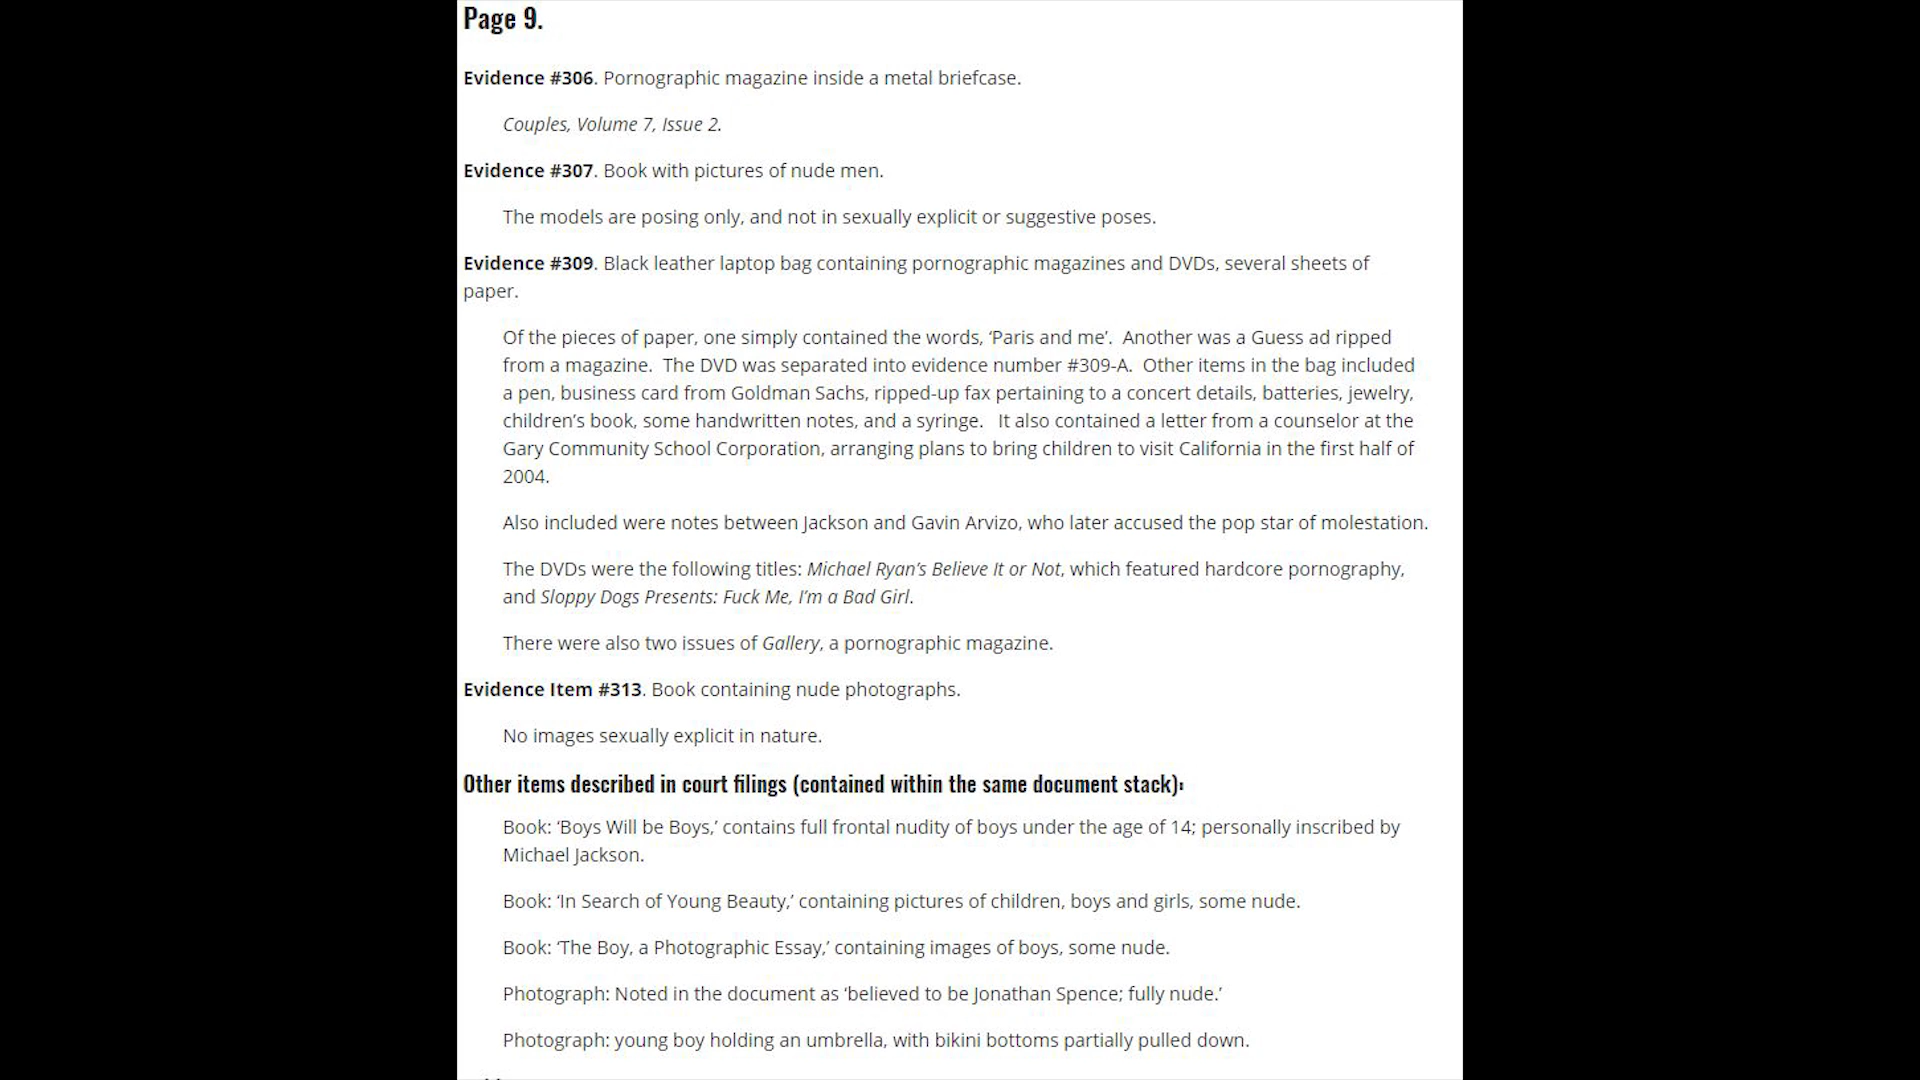 Page 9.
Evidence #306. Pornographic magazine inside a metal briefcase.
Couples, Volume 7, Issue 2.
Evidence #307. Book with pictures of nude men.
The models are posing only, and not in sexually explicit or suggestive poses.
Evidence #309. Black leather laptop bag containing pornographic magazines and DVDs, several sheets of
paper.
Of the pieces of paper, one simply contained the words, ‘Paris and me’.  Another was a Guess ad ripped
from a magazine.  The DVD was separated into evidence number #309-A.  Other items in the bag included
a pen, business card from Goldman Sachs, ripped-up fax pertaining to a concert details, batteries, jewelry,
children’s book, some handwritten notes, and a syringe.   It also contained a letter from a counselor at the
Gary Community School Corporation, arranging plans to bring children to visit California in the first half of
2004.
Also included were notes between Jackson and Gavin Arvizo, who later accused the pop star of molestation.
The DVDs were the following titles: Michael Ryan’s Believe It or Not, which featured hardcore pornography,
and Sloppy Dogs Presents: Fuck Me, I’m a Bad Girl.
There were also two issues of Gallery, a pornographic magazine.
Evidence Item #313. Book containing nude photographs.
No images sexually explicit in nature.
Other items described in court filings (contained within the same document stack):
Book: ‘Boys Will be Boys,’ contains full frontal nudity of boys under the age of 14; personally inscribed by
Michael Jackson.
Book: ‘In Search of Young Beauty,’ containing pictures of children, boys and girls, some nude.
Book: ‘The Boy, a Photographic Essay,’ containing images of boys, some nude.
Photograph: Noted in the document as ‘believed to be Jonathan Spence; fully nude.’
Photograph: young boy holding an umbrella, with bikini bottoms partially pulled down.